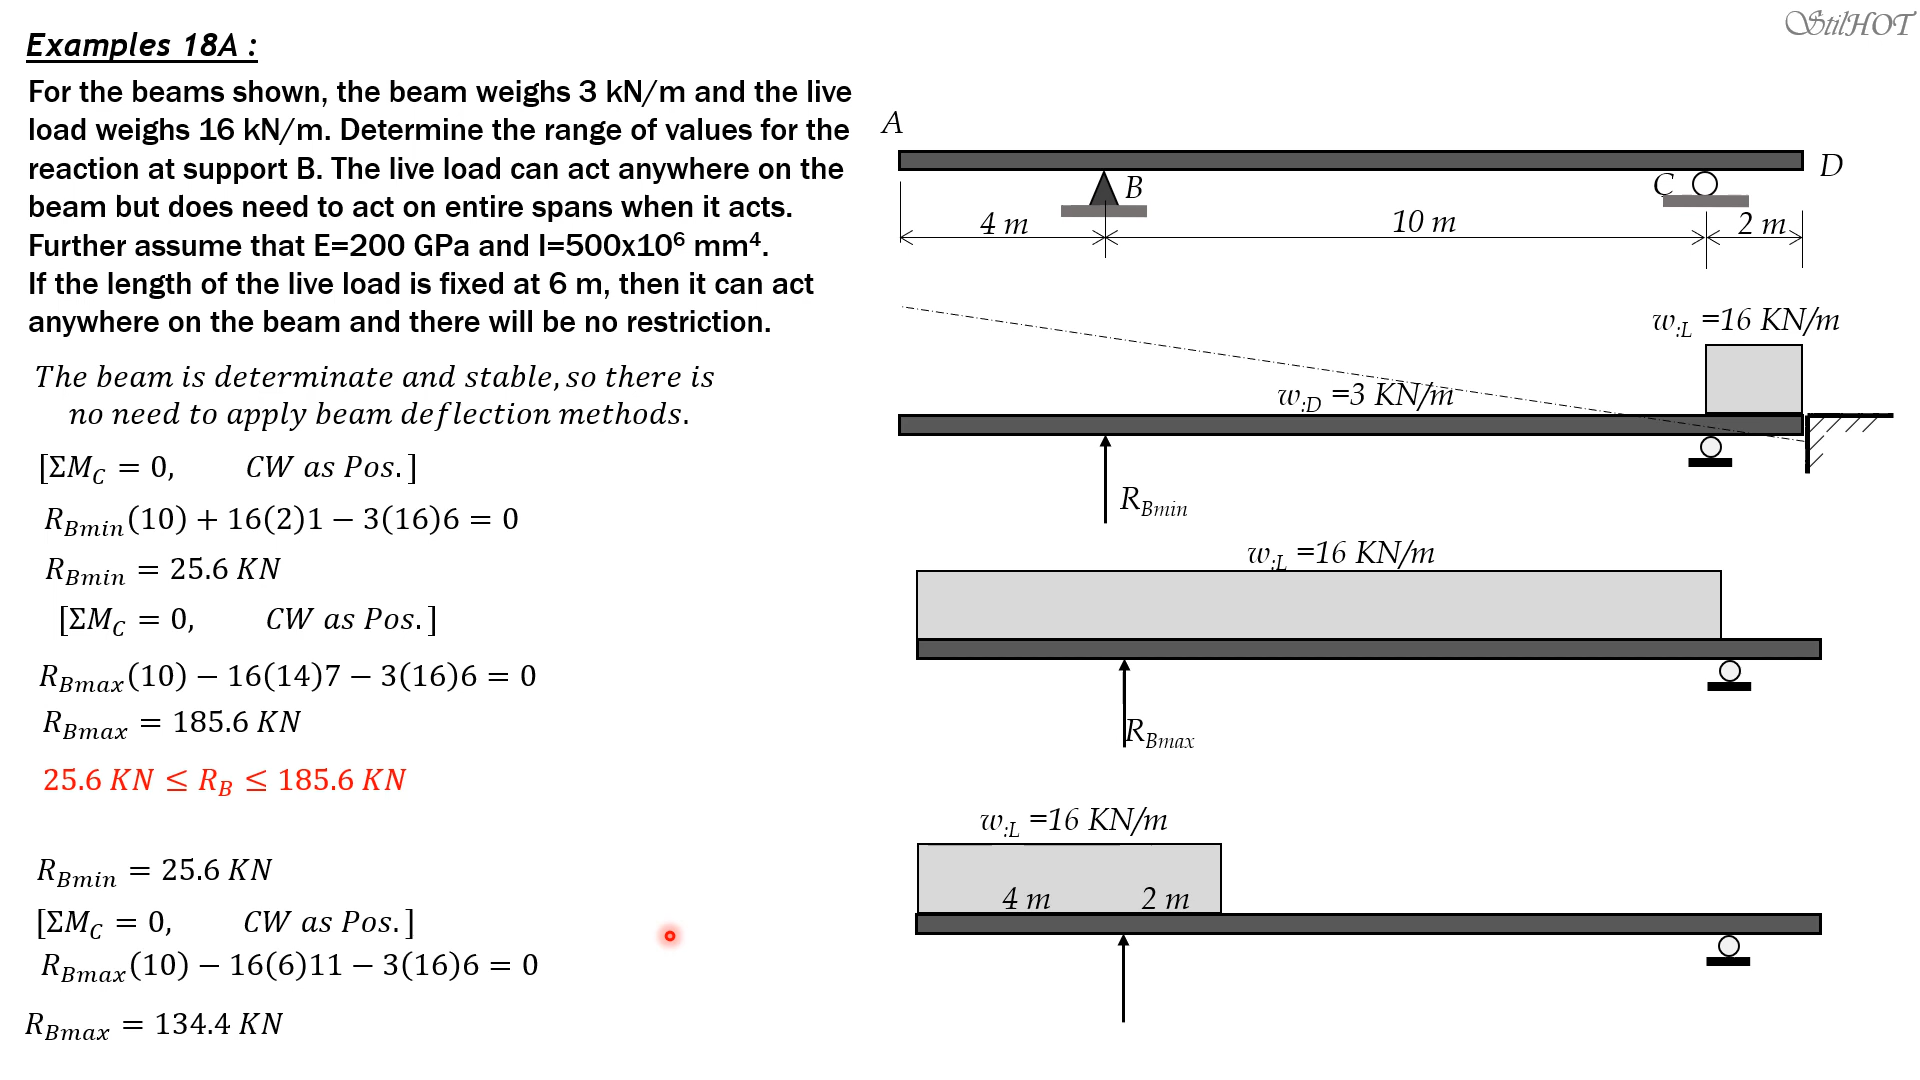 StilHOT
Examples 18A :
For the beams shown, the beam weighs 3 kN/m and the live
load weighs 16 kN/m. Determine the range of values for the
reaction at support B. The live load can act anywhere on the
beam but does need to act on entire spans when it acts.
Further assume that E=200 GPa and I=500x10⁶ mm⁴.
If the length of the live load is fixed at 6 m, then it can act
anywhere on the beam and there will be no restriction.
The beam is determinate and stable, so there is
no need to apply beam deflection methods.
[ΣM_C = 0, CW as Pos.]
R_Bmin(10) + 16(2)1 − 3(16)6 = 0
R_Bmin = 25.6 KN
[ΣM_C = 0, CW as Pos.]
R_Bmax(10) − 16(14)7 − 3(16)6 = 0
R_Bmax = 185.6 KN
25.6 KN ≤ R_B ≤ 185.6 KN
R_Bmin = 25.6 KN
[ΣM_C = 0, CW as Pos.]
R_Bmax(10) − 16(6)11 − 3(16)6 = 0
R_Bmax = 134.4 KN
A
D
B
C
4 m
10 m
2 m
w:L =16 KN/m
w:D =3 KN/m
R_Bmin
w:L =16 KN/m
R_Bmax
w:L =16 KN/m
4 m
2 m